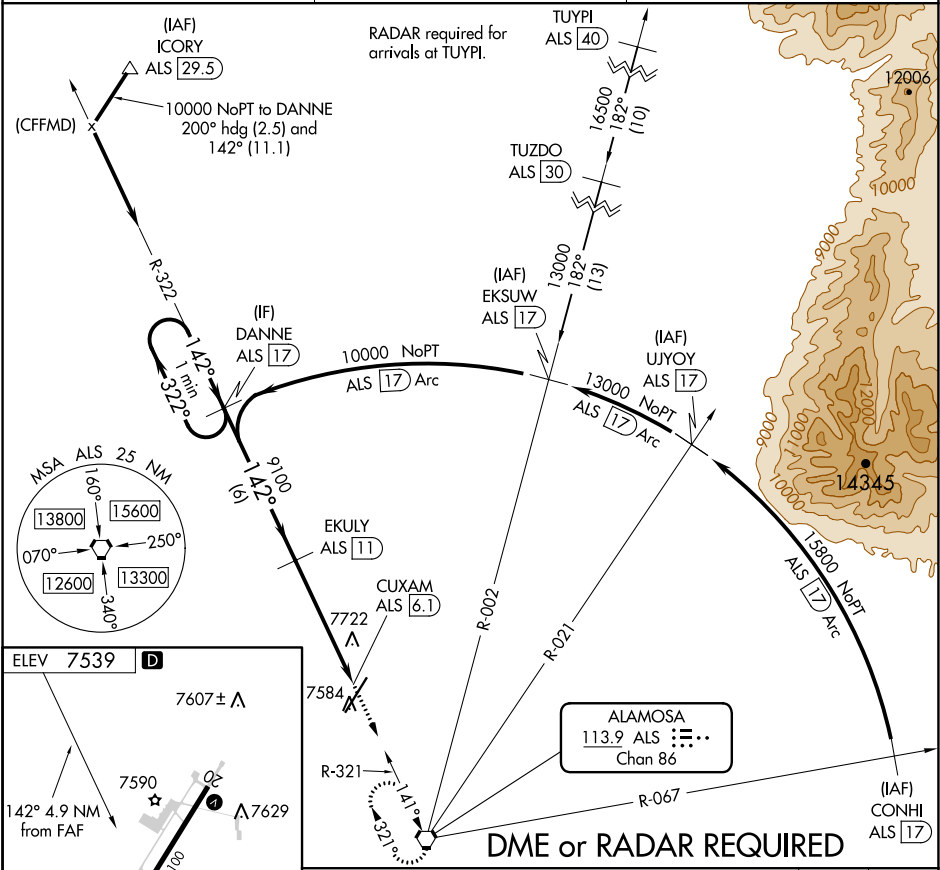 (IAF)
ICORY
ALS 29.5
(CFFMD) x
10000 NoPT to DANNE
200° hdg (2.5) and
142° (11.1)
RADAR required for
arrivals at TUYPI.
TUYPI
ALS 40
16500
182°
(10)
TUZDO
ALS 30
13000
182°
(13)
12006
10000
9000
(IAF)
EKSUW
ALS 17
R-322
(IF)
DANNE
ALS 17
142°
1 min
322°
10000 NoPT
ALS 17 Arc
(IAF)
UJYOY
ALS 17
13000 NoPT
ALS 17 Arc
12000
11000
10000
9000
14345
15800 NoPT
ALS 17 Arc
MSA ALS 25 NM
160°
13800
15600
070°
250°
12600
13300
340°
9100
142°
(6)
EKULY
ALS 11
CUXAM
ALS 6.1
7722
7584
R-002
R-021
ALAMOSA
113.9 ALS
Chan 86
R-321
141°
321°
R-067
(IAF)
CONHI
ALS 17
DME or RADAR REQUIRED
ELEV 7539 D
7607±
7590
20
V
7629
142° 4.9 NM
from FAF
100